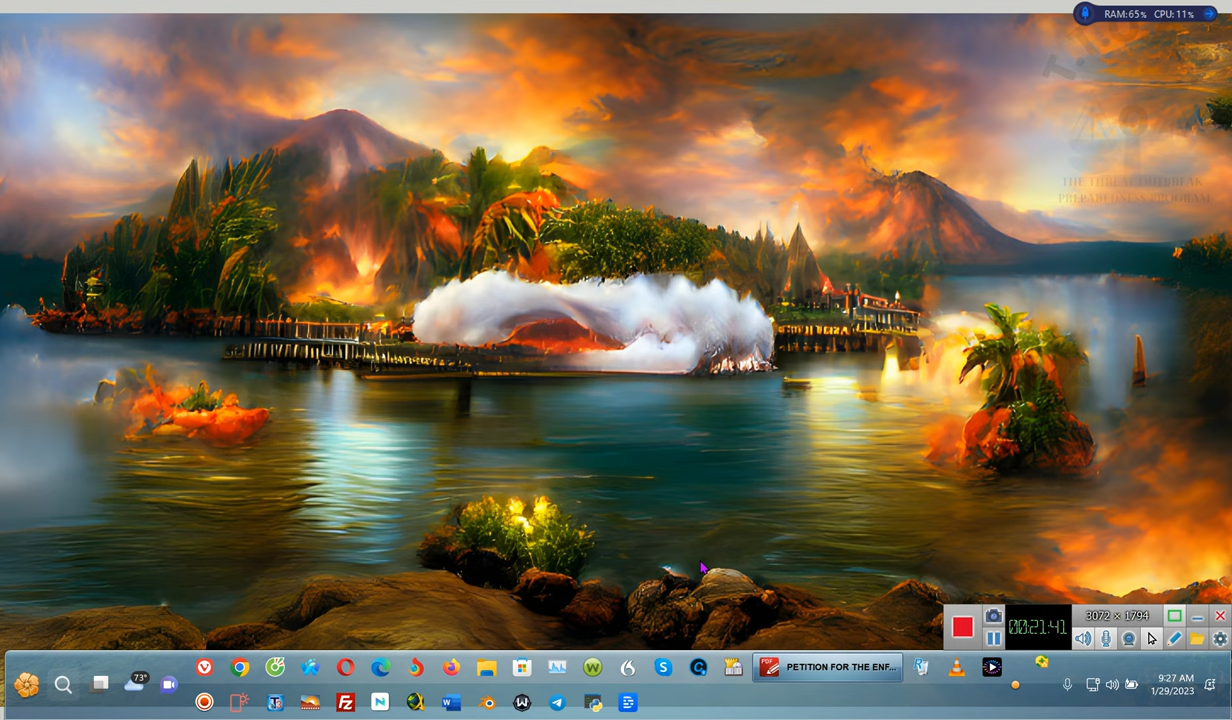 RAM:65% CPU:11%
THE THREAT OUTBREAK
PREPAREDNESS PROGRAM
00:21:41
3072 × 1794
73°
PDF
PETITION FOR THE ENF...
9:27 AM
1/29/2023